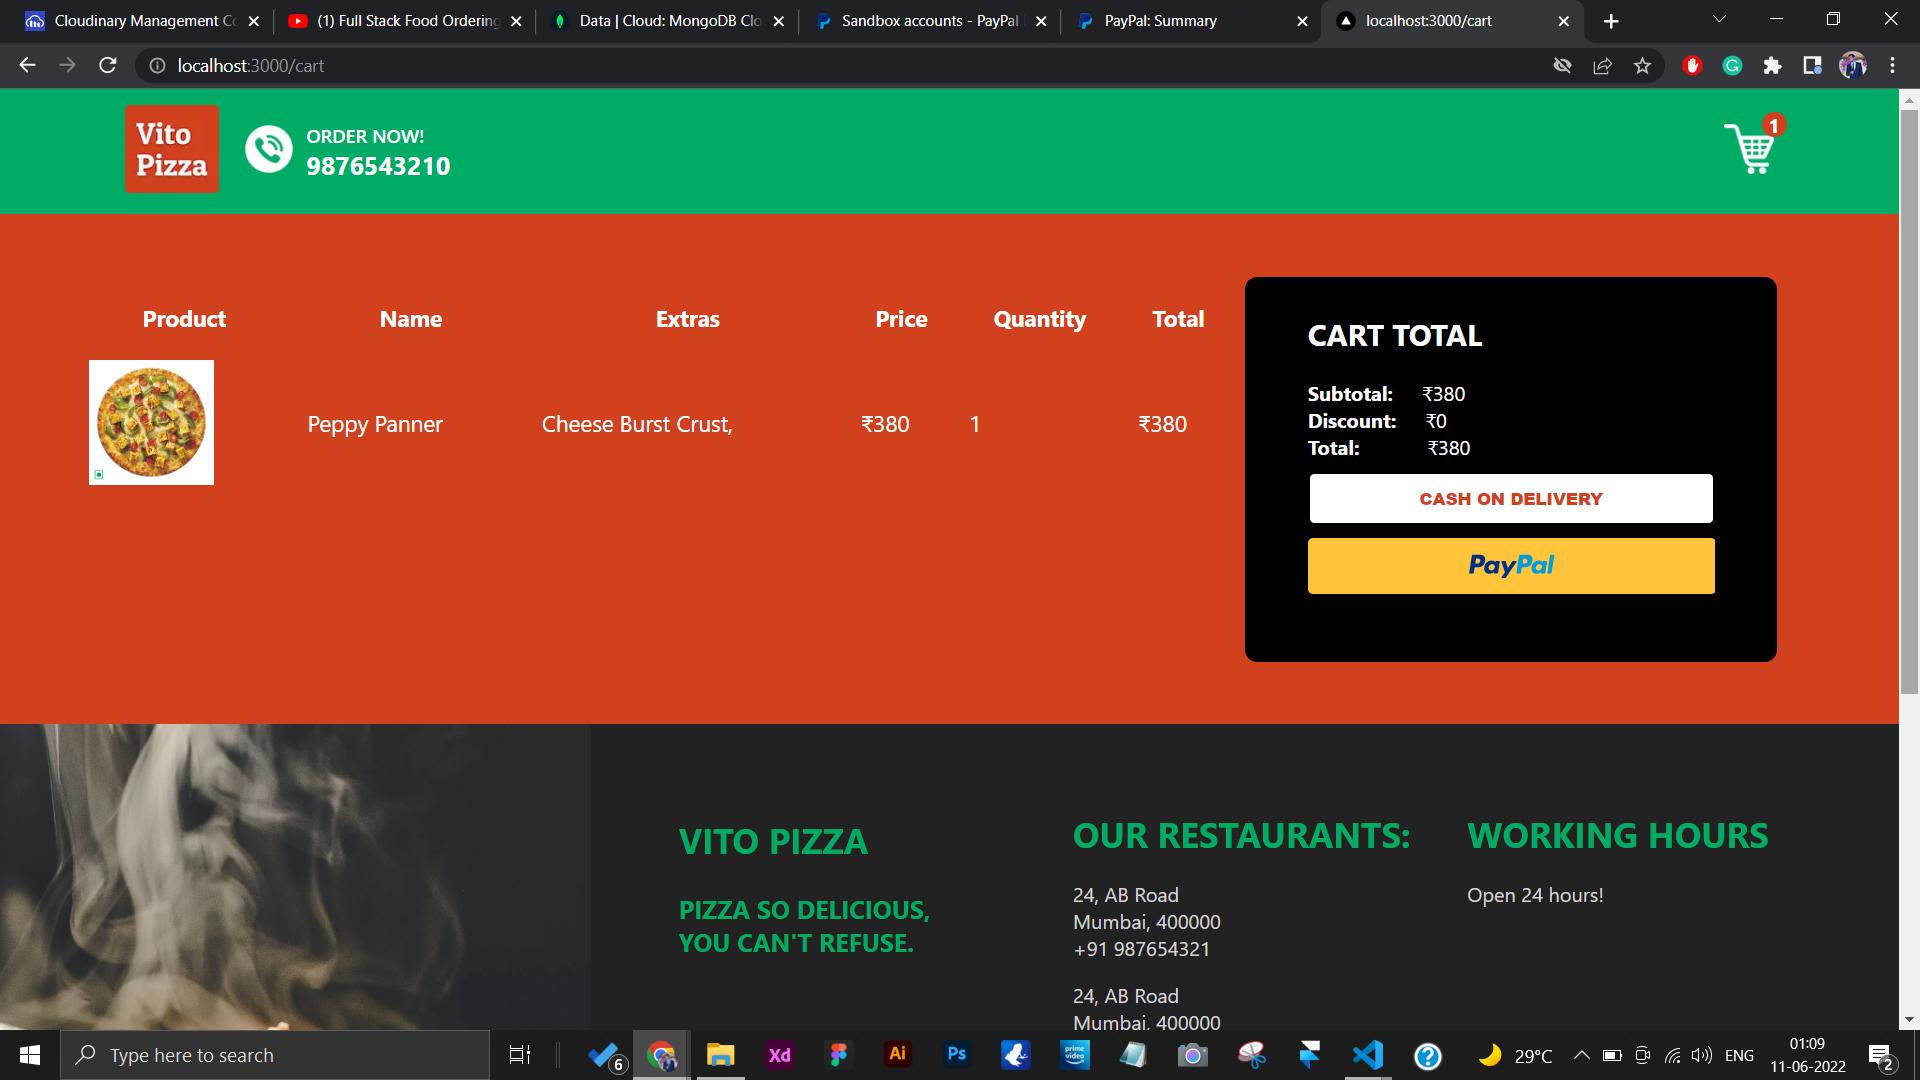 Cloudinary Management Co
(1) Full Stack Food Ordering
Data | Cloud: MongoDB Clo
Sandbox accounts - PayPal
PayPal: Summary
localhost:3000/cart
localhost:3000/cart
Vito
Pizza
ORDER NOW!
9876543210
1
Product Name Extras Price Quantity Total
Peppy Panner Cheese Burst Crust, ₹380 1 ₹380
CART TOTAL
Subtotal: ₹380
Discount: ₹0
Total: ₹380
CASH ON DELIVERY
PayPal
VITO PIZZA
PIZZA SO DELICIOUS,
YOU CAN'T REFUSE.
OUR RESTAURANTS:
24, AB Road
Mumbai, 400000
+91 987654321
24, AB Road
Mumbai, 400000
WORKING HOURS
Open 24 hours!
Type here to search
6
Xd
Ai
Ps
prime
video
29°C
ENG
01:09
11-06-2022
2